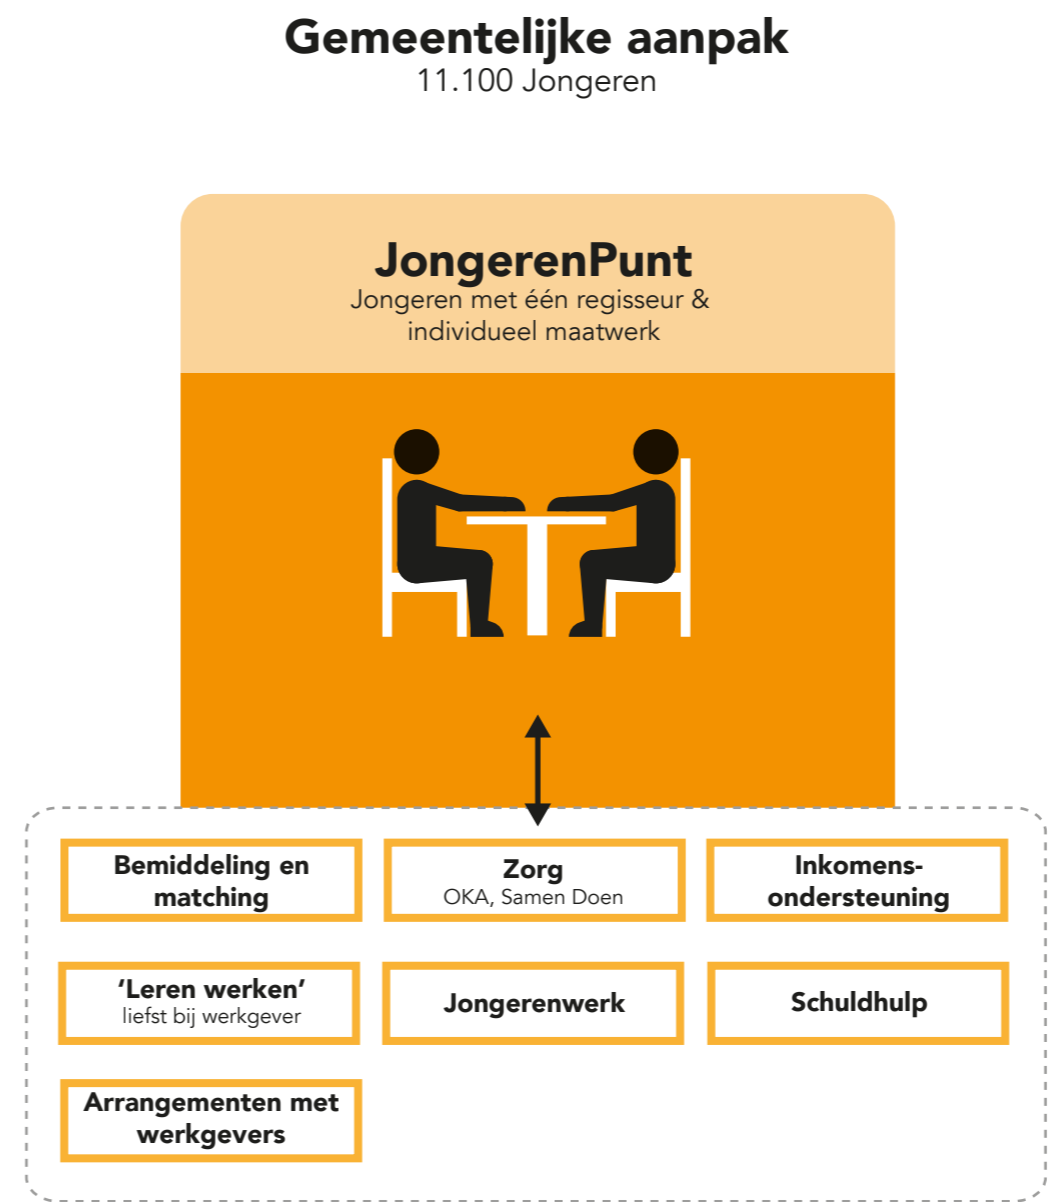 Gemeentelijke aanpak
11.100 Jongeren
JongerenPunt
Jongeren met één regisseur &
individueel maatwerk
Bemiddeling en
matching
Zorg
OKA, Samen Doen
Inkomens-
ondersteuning
‘Leren werken’
liefst bij werkgever
Jongerenwerk
Schuldhulp
Arrangementen met
werkgevers